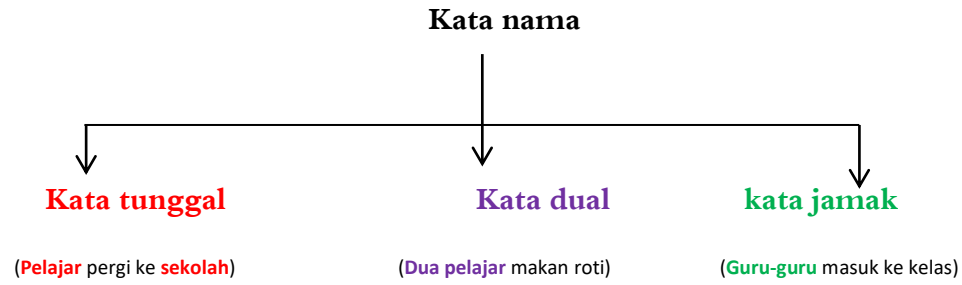 Kata nama
Kata tunggal
Kata dual
kata jamak
(Pelajar pergi ke sekolah)
(Dua pelajar makan roti)
(Guru-guru masuk ke kelas)